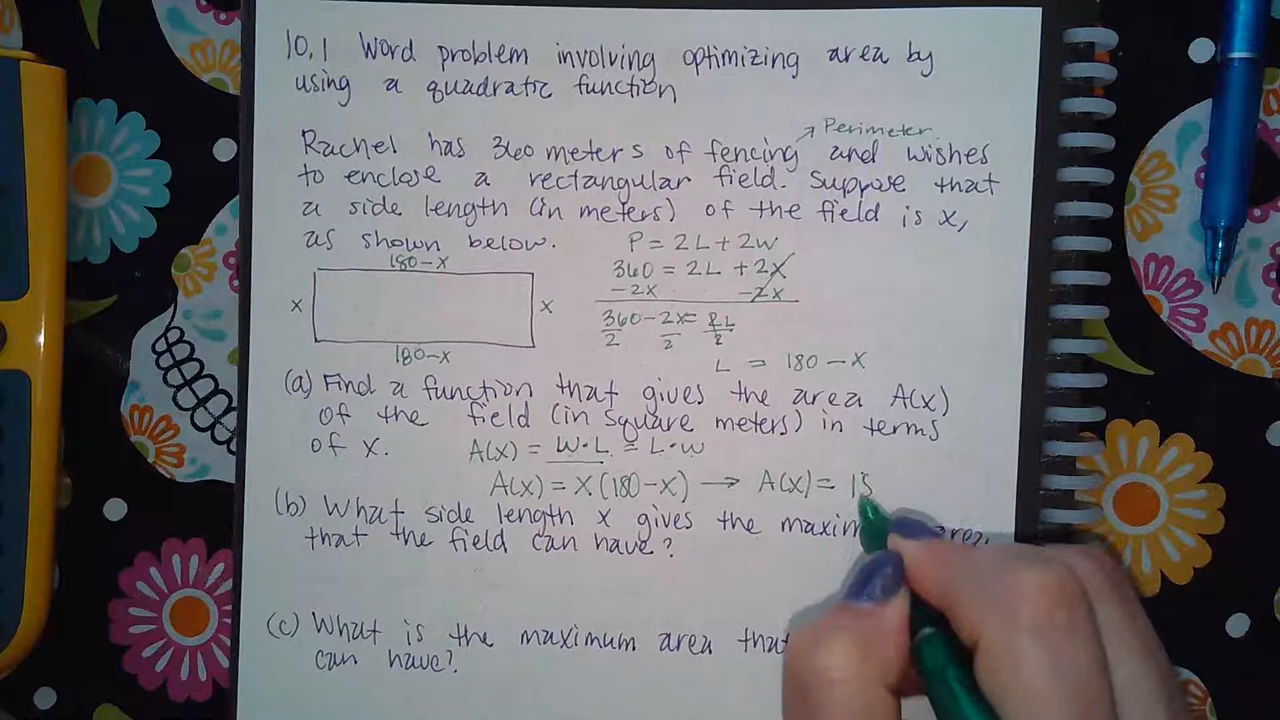 10.1 Word problem involving optimizing area by
using a quadratic function
↗ Perimeter.
Rachel has 360 meters of fencing and wishes
to enclose a rectangular field. Suppose that
a side length (in meters) of the field is x,
as shown below.
P = 2L + 2W
180-x
360 = 2L + 2x
-2x -2x
x x
360 - 2x = 2L
2 2 2
180-x
L = 180 - x
(a) Find a function that gives the area A(x)
of the field (in square meters) in terms
of x.
A(x) = W·L = L·W
A(x) = x(180-x) → A(x) = 18
(b) What side length x gives the maxim area
that the field can have?
(c) What is the maximum area that
can have?